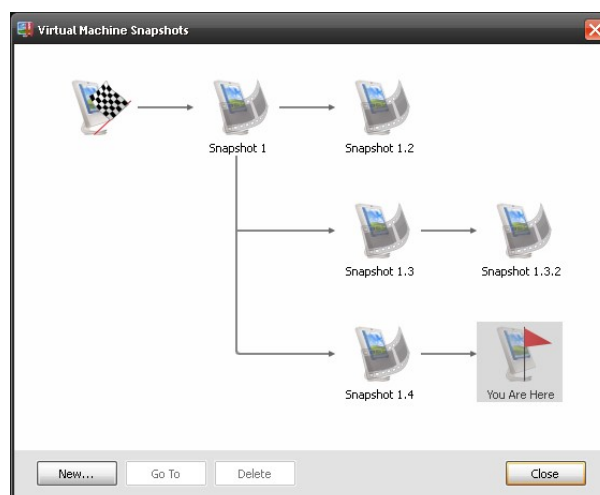 Virtual Machine Snapshots
Snapshot 1
Snapshot 1.2
Snapshot 1.3
Snapshot 1.3.2
Snapshot 1.4
You Are Here
New...
Go To
Delete
Close